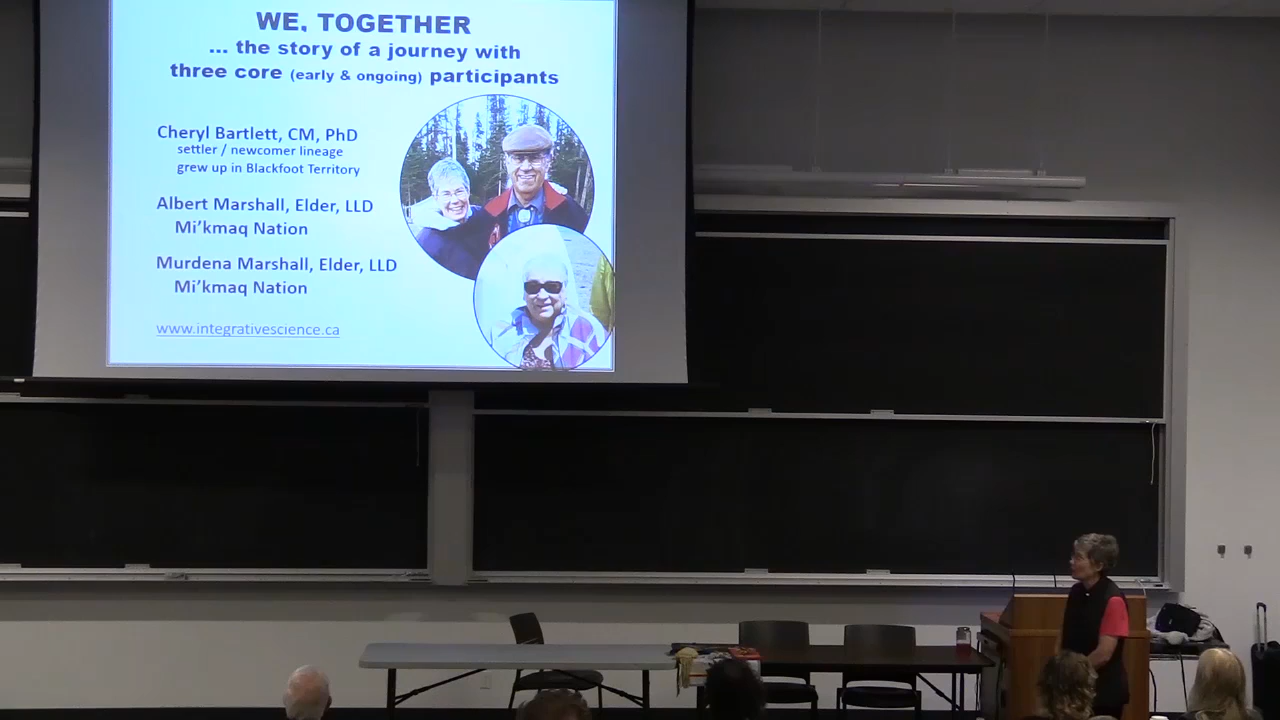 WE, TOGETHER
... the story of a journey with
three core (early & ongoing) participants
Cheryl Bartlett, CM, PhD
settler / newcomer lineage
grew up in Blackfoot Territory
Albert Marshall, Elder, LLD
Mi'kmaq Nation
Murdena Marshall, Elder, LLD
Mi'kmaq Nation
www.integrativescience.ca